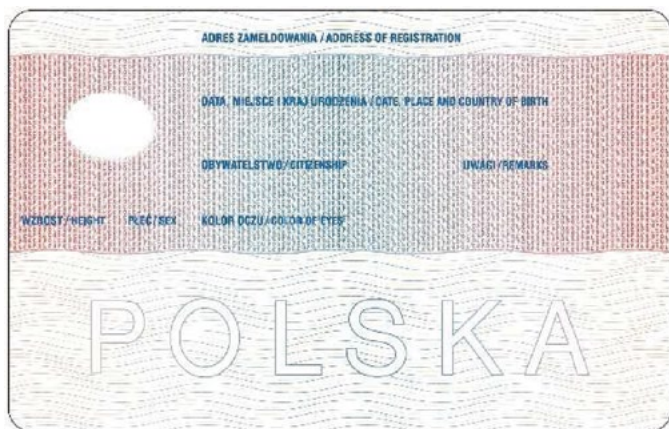 ADRES ZAMELDOWANIA / ADDRESS OF REGISTRATION
DATA, MIEJSCE I KRAJ URODZENIA / DATE, PLACE AND COUNTRY OF BIRTH
OBYWATELSTWO / CITIZENSHIP UWAGI / REMARKS
WZROST / HEIGHT PŁEĆ / SEX KOLOR OCZU / COLOR OF EYES
POLSKA